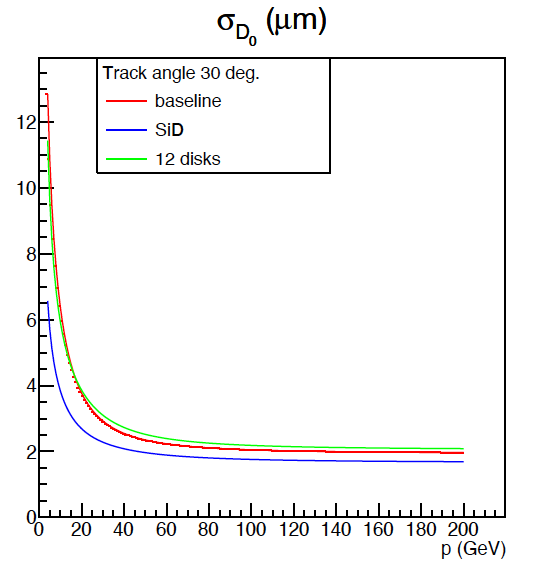 σD0 (μm)
Track angle 30 deg.
baseline
SiD
12 disks
12
10
8
6
4
2
0
0 20 40 60 80 100 120 140 160 180 200
p (GeV)